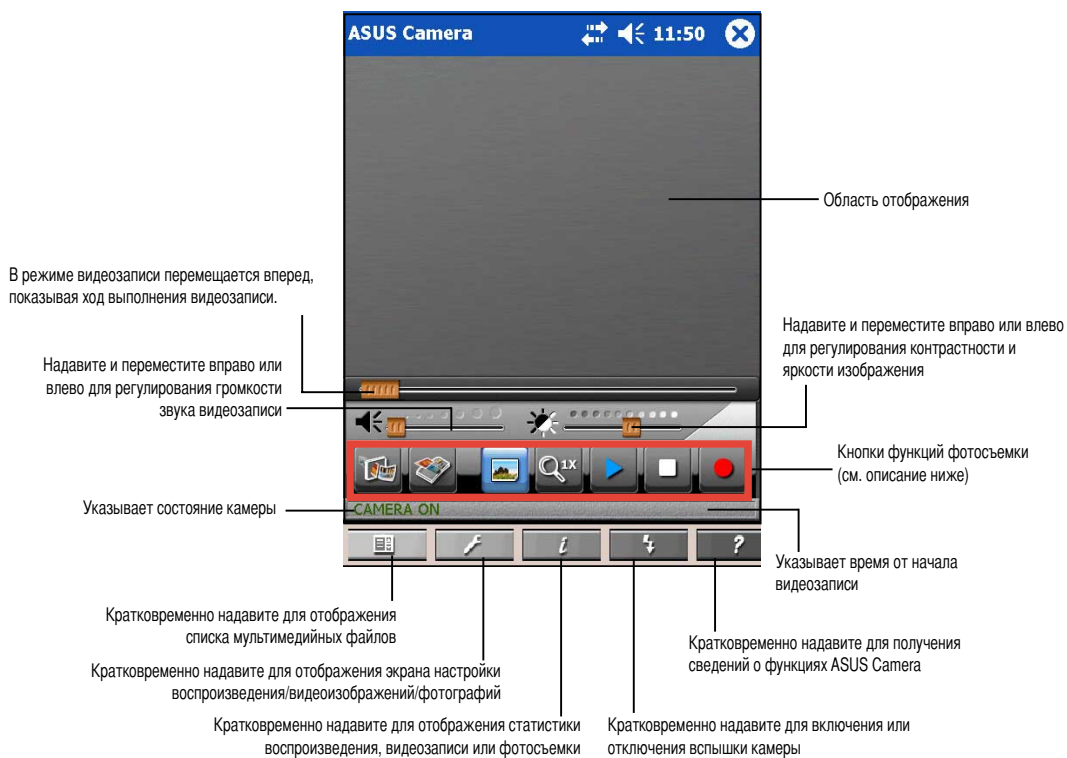 ASUS Camera 11:50
Область отображения
В режиме видеозаписи перемещается вперед,
показывая ход выполнения видеозаписи.
Надавите и переместите вправо или влево
для регулирования контрастности и
яркости изображения
Надавите и переместите вправо или
влево для регулирования громкости
звука видеозаписи
1X
Кнопки функций фотосъемки
(см. описание ниже)
Указывает состояние камеры
CAMERA ON
i
?
Указывает время от начала
видеозаписи
Кратковременно надавите для отображения
списка мультимедийных файлов
Кратковременно надавите для получения
сведений о функциях ASUS Camera
Кратковременно надавите для отображения экрана настройки
воспроизведения/видеоизображений/фотографий
Кратковременно надавите для отображения статистики
воспроизведения, видеозаписи или фотосъемки
Кратковременно надавите для включения или
отключения вспышки камеры